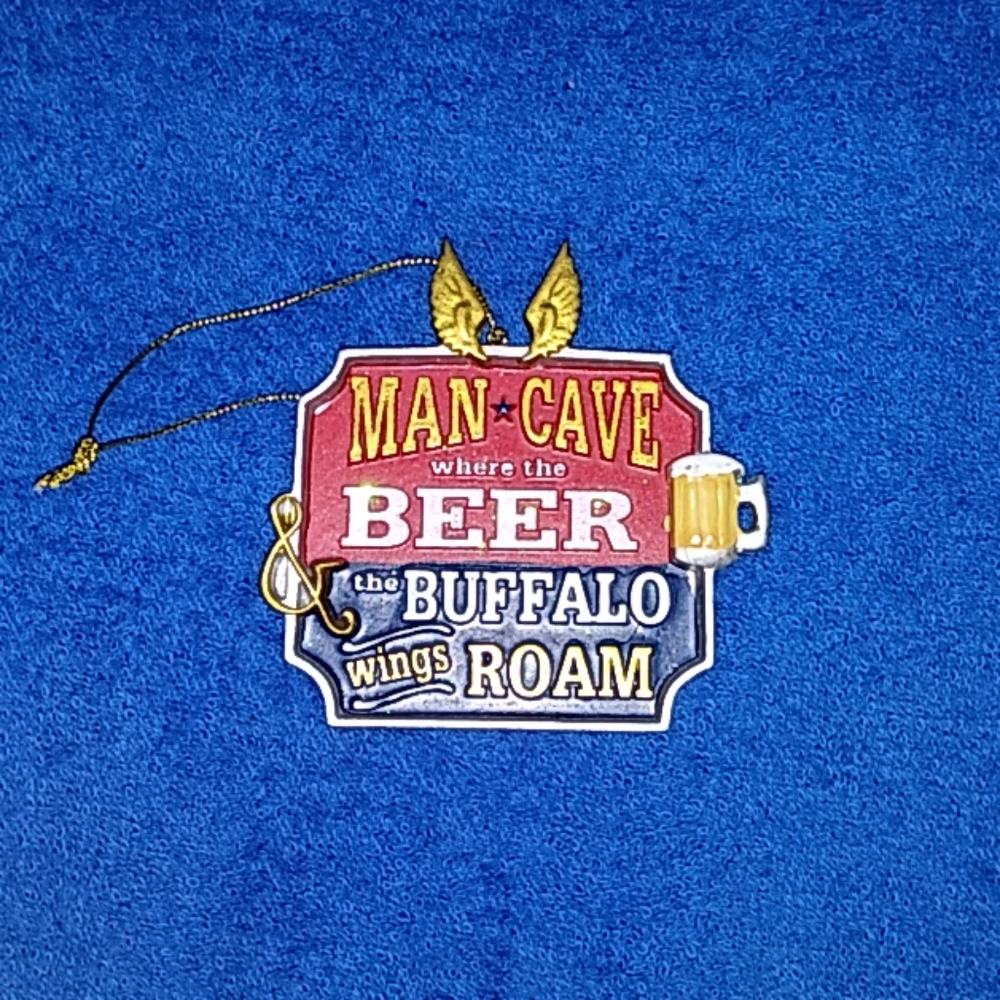 MAN★CAVE
where the
BEER
& the BUFFALO
wings ROAM